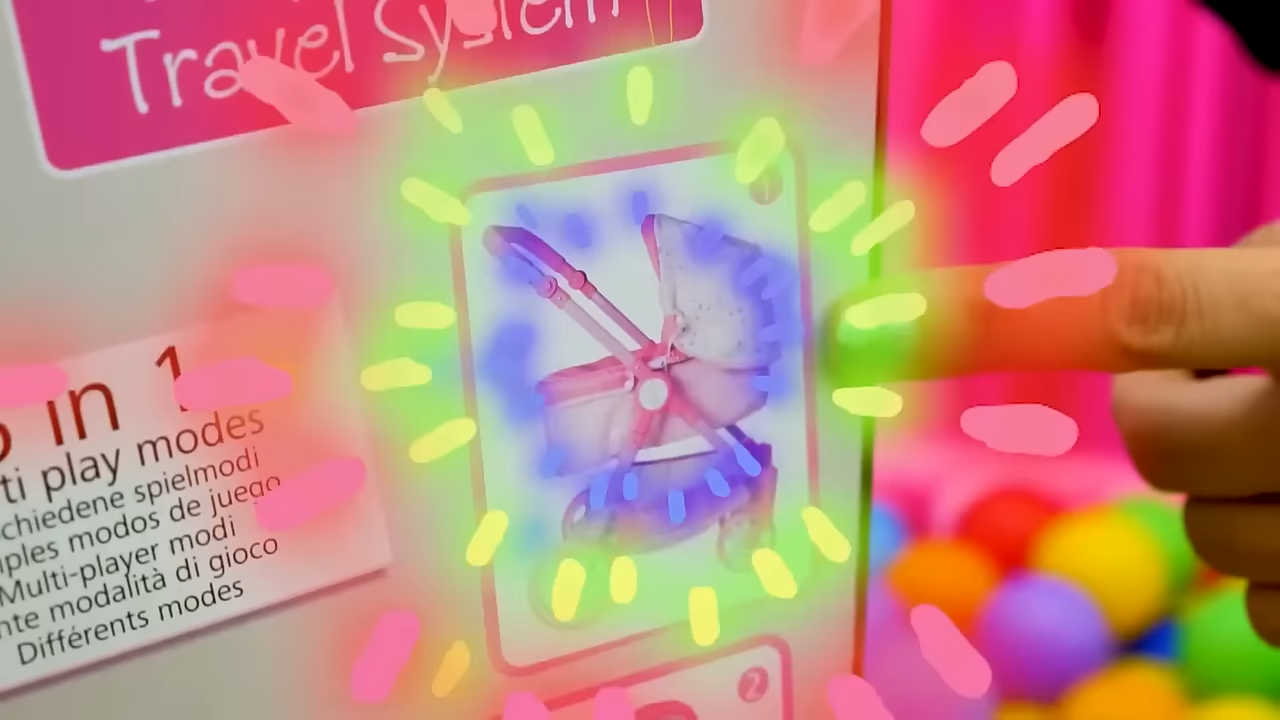 Travel System
in 1
ti play modes
chiedene spielmodi
iples modos de juego
Multi-player modi
nte modalità di gioco
Différents modes
1
2